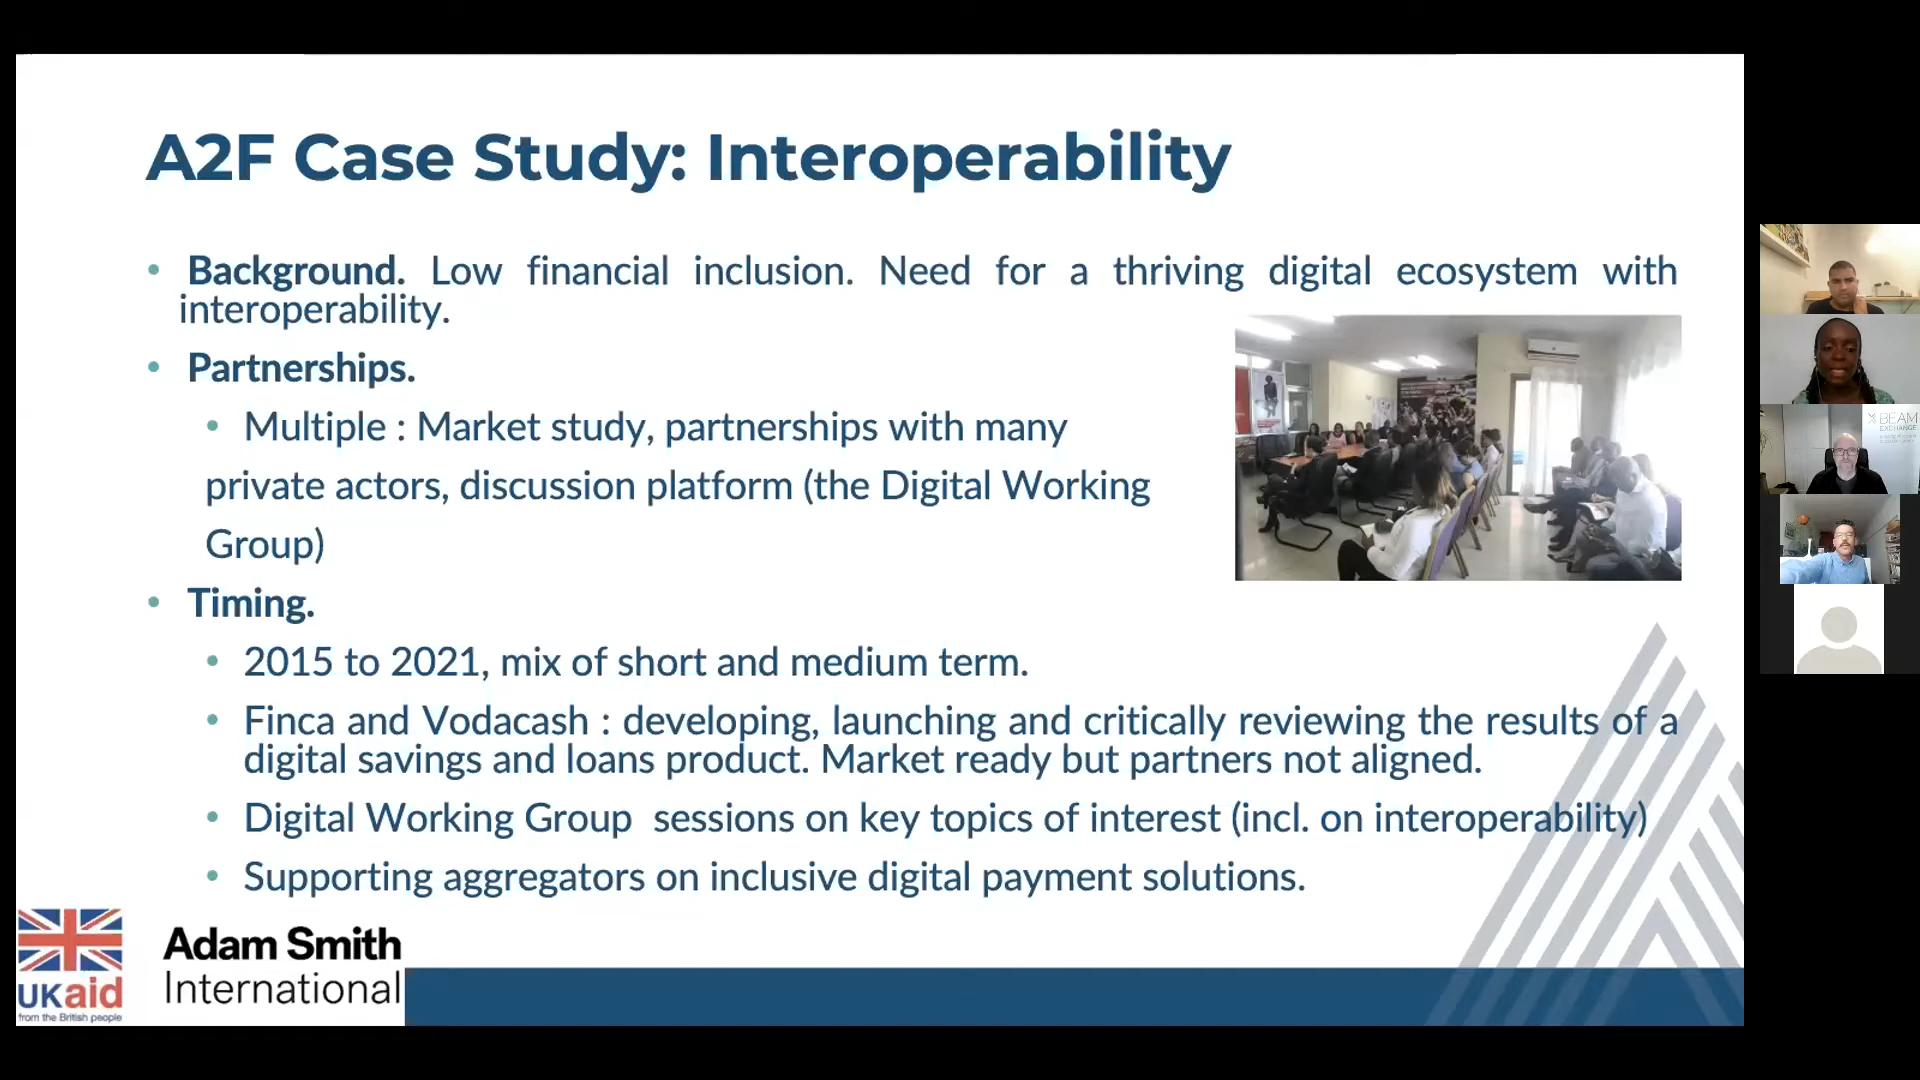 A2F Case Study: Interoperability
• Background. Low financial inclusion. Need for a thriving digital ecosystem with
interoperability.
• Partnerships.
• Multiple : Market study, partnerships with many
private actors, discussion platform (the Digital Working
Group)
• Timing.
• 2015 to 2021, mix of short and medium term.
• Finca and Vodacash : developing, launching and critically reviewing the results of a
digital savings and loans product. Market ready but partners not aligned.
• Digital Working Group sessions on key topics of interest (incl. on interoperability)
• Supporting aggregators on inclusive digital payment solutions.
UKaid
from the British people
Adam Smith
International
BEAM
EXCHANGE